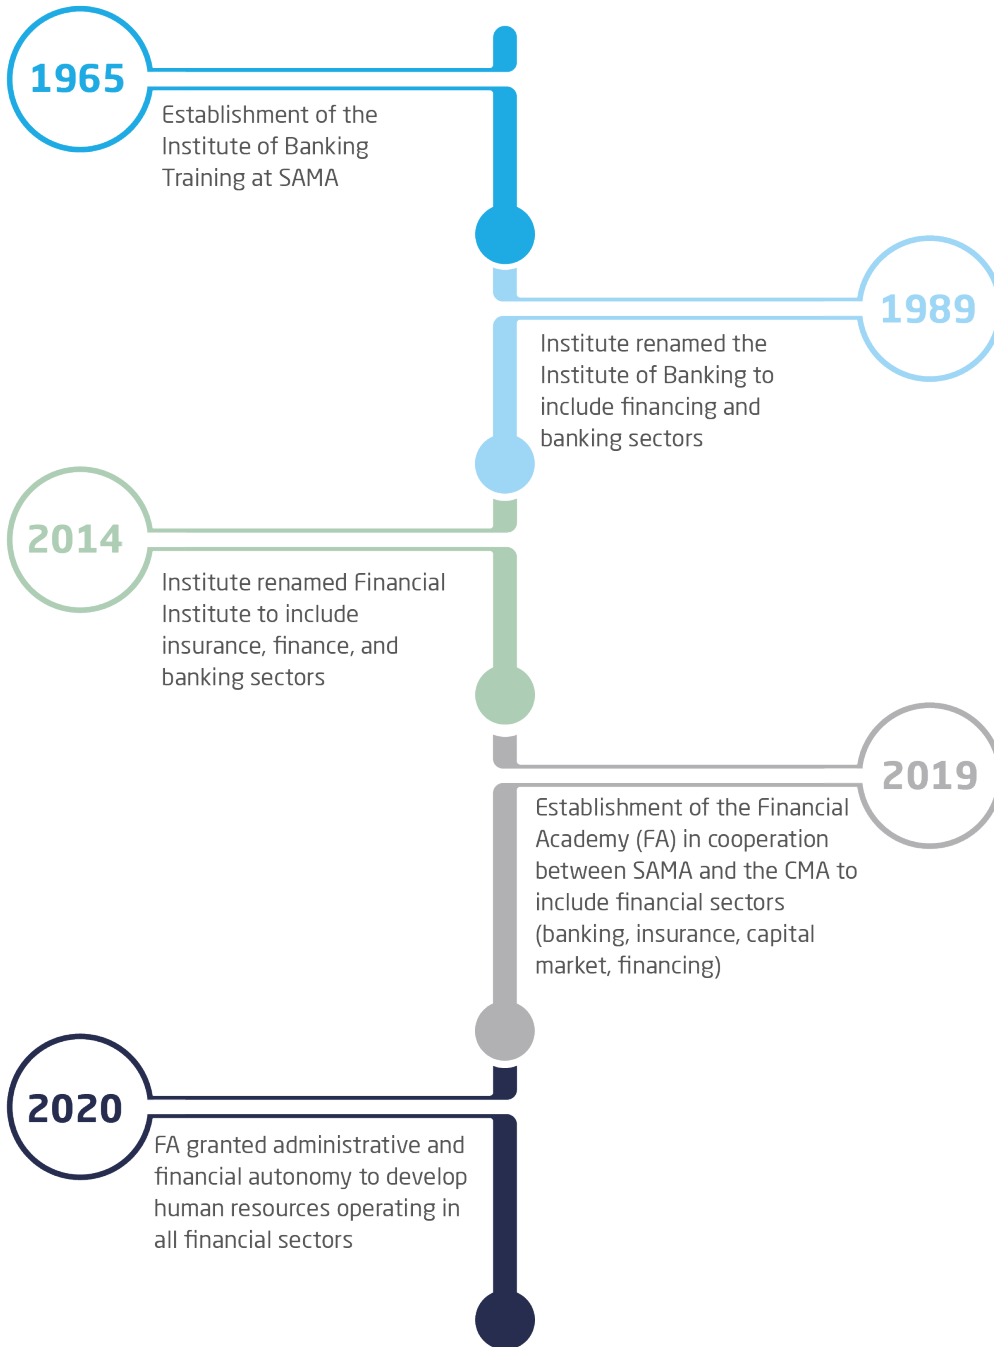 1965
Establishment of the
Institute of Banking
Training at SAMA
1989
Institute renamed the
Institute of Banking to
include financing and
banking sectors
2014
Institute renamed Financial
Institute to include
insurance, finance, and
banking sectors
2019
Establishment of the Financial
Academy (FA) in cooperation
between SAMA and the CMA to
include financial sectors
(banking, insurance, capital
market, financing)
2020
FA granted administrative and
financial autonomy to develop
human resources operating in
all financial sectors